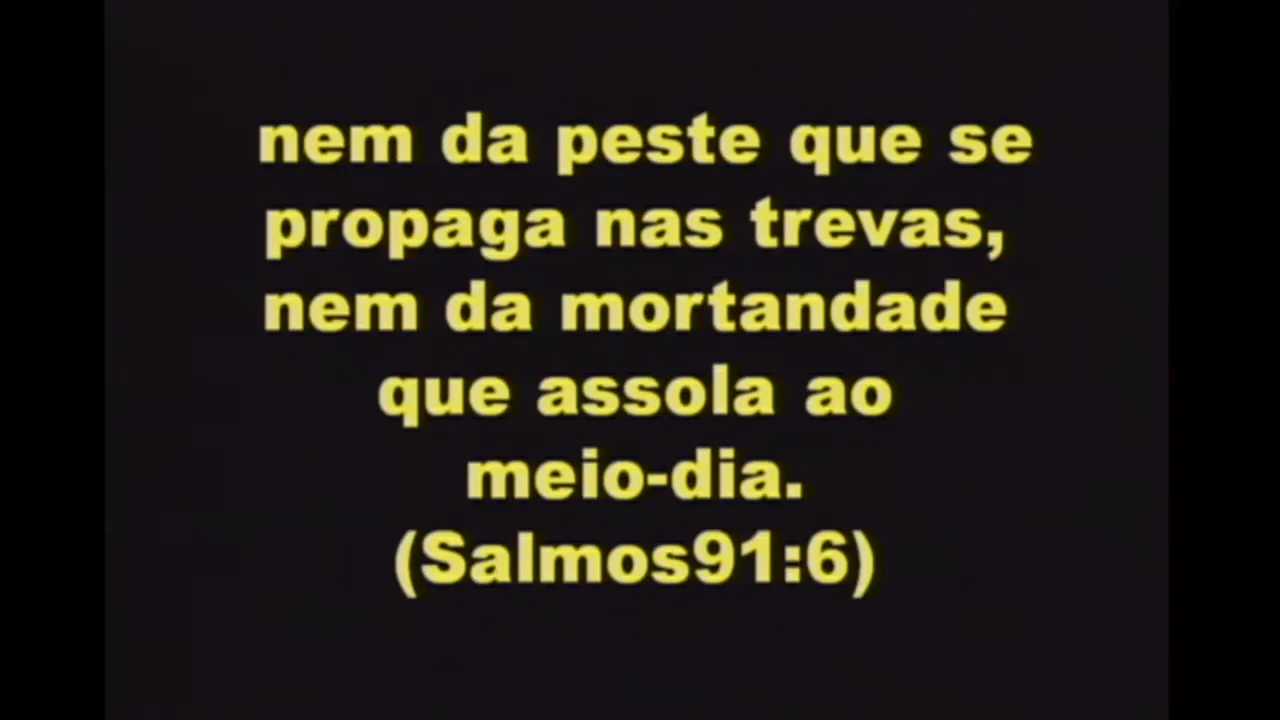 nem da peste que se
propaga nas trevas,
nem da mortandade
que assola ao
meio-dia.
(Salmos91:6)